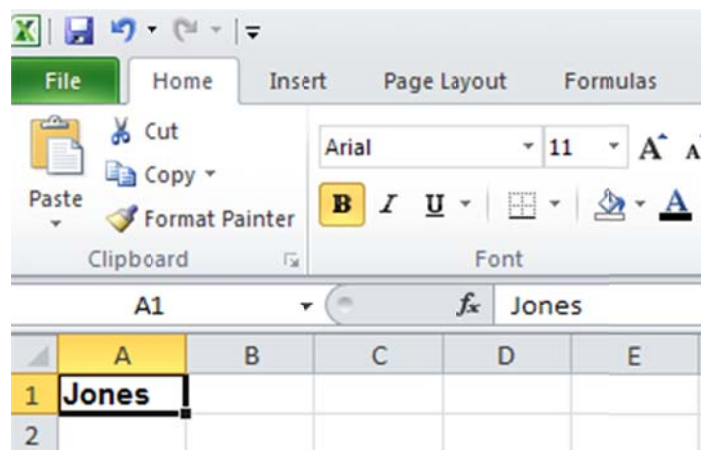 File Home Insert Page Layout Formulas
Cut
Copy
Format Painter
Paste
Clipboard
Arial 11 A A
B I U A
Font
A1 fx Jones
A B C D E
1 Jones
2